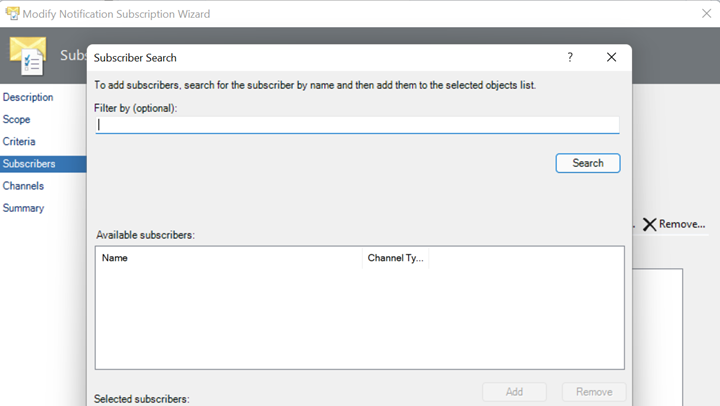 Modify Notification Subscription Wizard
Subscriber Search
?
To add subscribers, search for the subscriber by name and then add them to the selected objects list.
Description
Filter by (optional):
Scope
Criteria
Subscribers
Search
Channels
Summary
Remove...
Available subscribers:
Name Channel Ty...
Add Remove
Selected subscribers: